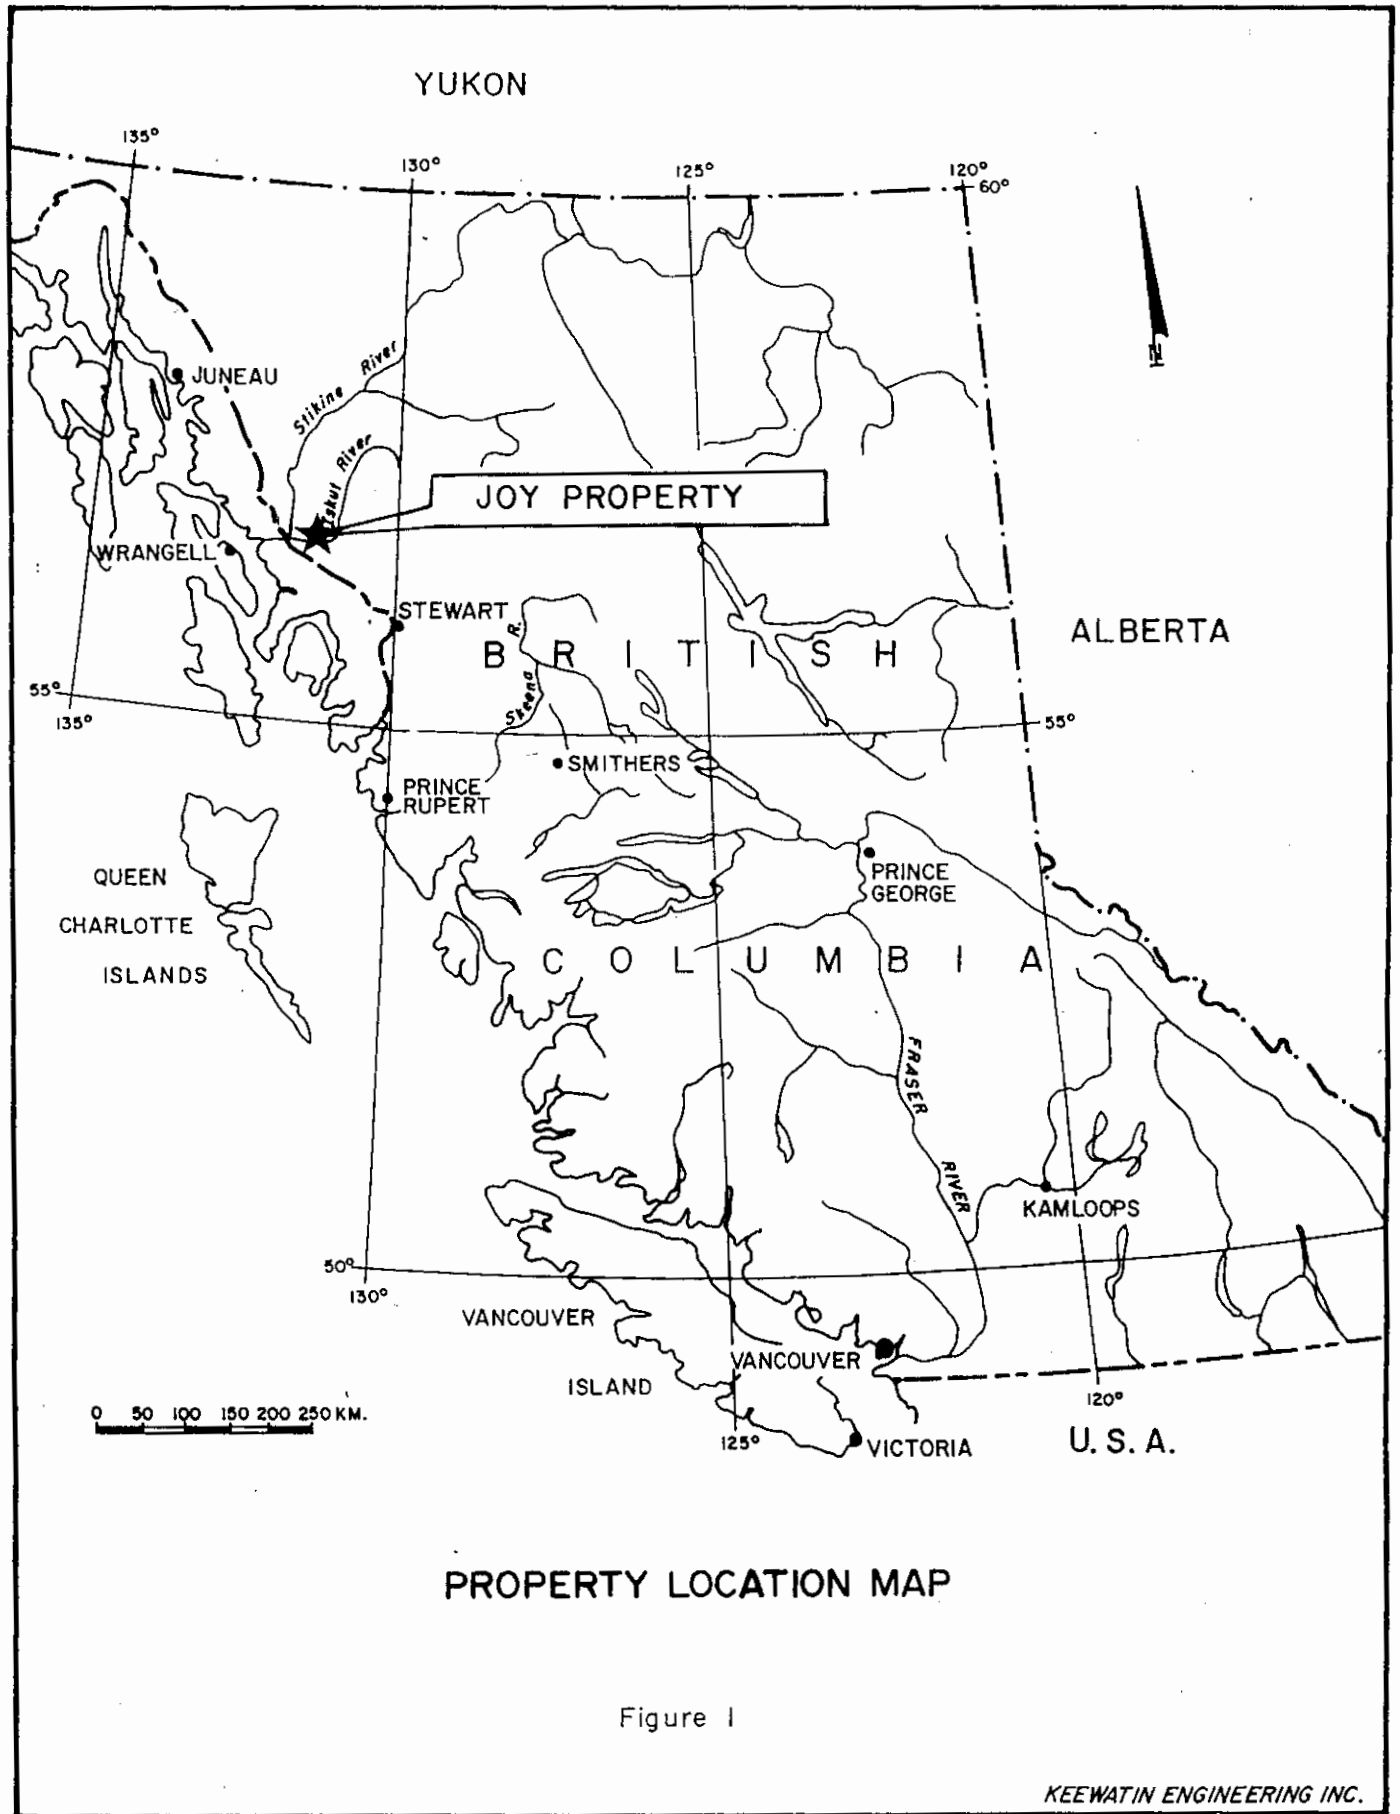 YUKON
135°
130°
125°
120°
60°
N
JUNEAU
Stikine River
Iskut River
JOY PROPERTY
WRANGELL
STEWART
BRITISH
ALBERTA
Skeena R.
55°
135°
55°
SMITHERS
PRINCE
RUPERT
PRINCE
GEORGE
QUEEN
CHARLOTTE
ISLANDS
COLUMBIA
FRASER
RIVER
KAMLOOPS
50°
130°
VANCOUVER
ISLAND
VANCOUVER
120°
0 50 100 150 200 250 KM.
125°
VICTORIA
U.S.A.
PROPERTY LOCATION MAP
Figure 1
KEEWATIN ENGINEERING INC.